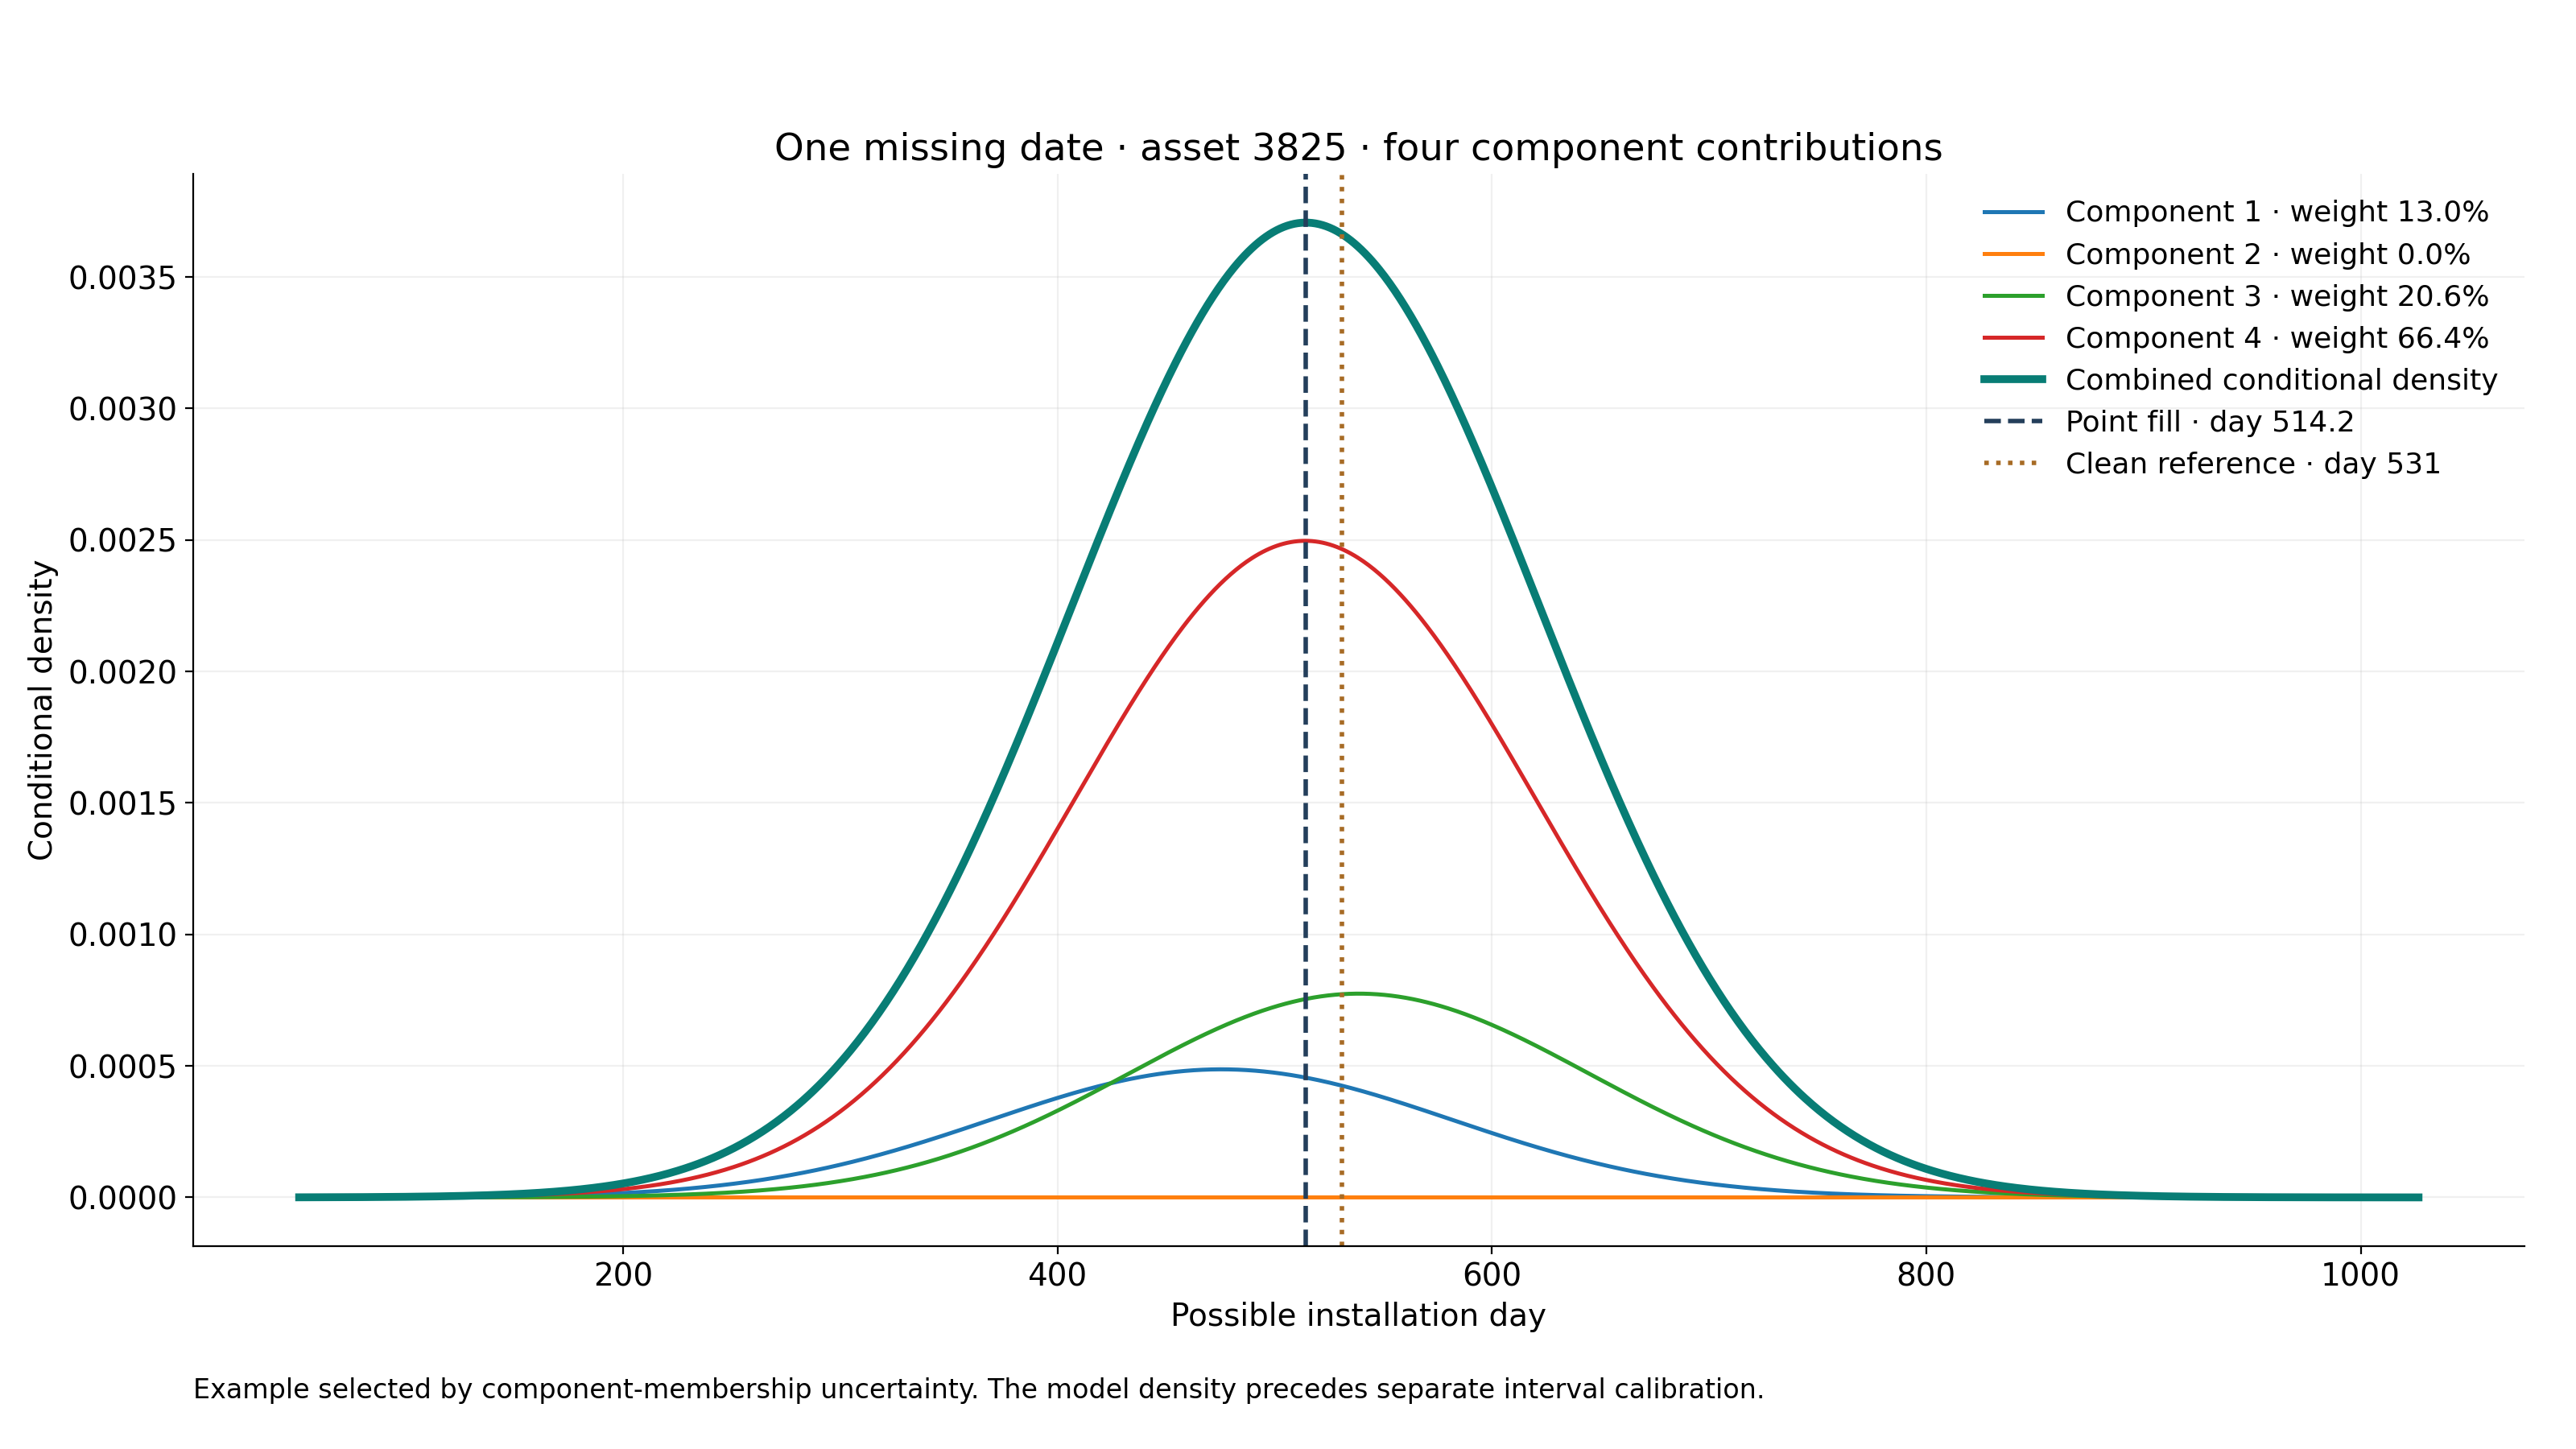 One missing date · asset 3825 · four component contributions
Component 1 · weight 13.0%
Component 2 · weight 0.0%
Component 3 · weight 20.6%
Component 4 · weight 66.4%
Combined conditional density
Point fill · day 514.2
Clean reference · day 531
Conditional density
0.0035
0.0030
0.0025
0.0020
0.0015
0.0010
0.0005
0.0000
200 400 600 800 1000
Possible installation day
Example selected by component-membership uncertainty. The model density precedes separate interval calibration.